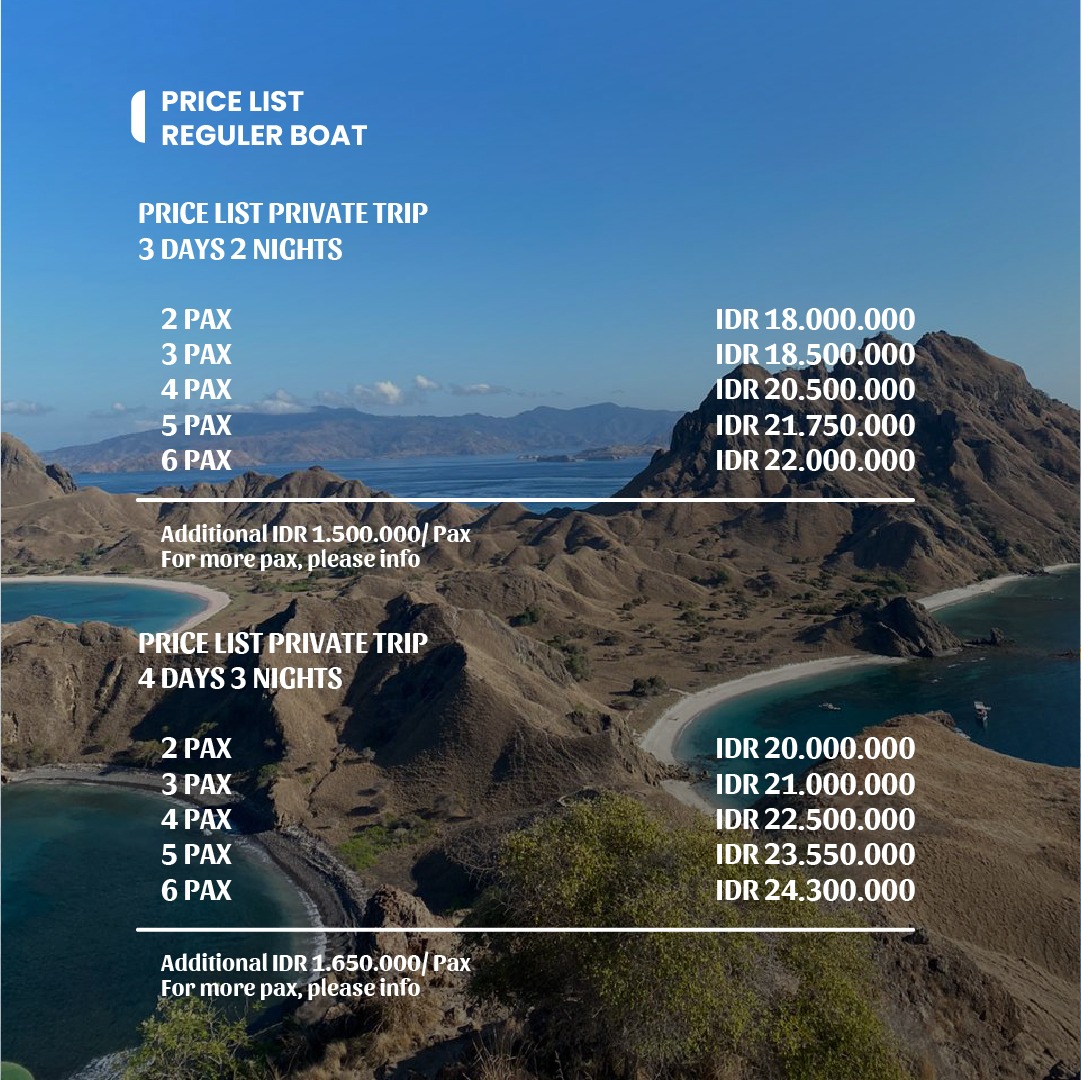 PRICE LIST
REGULER BOAT
PRICE LIST PRIVATE TRIP
3 DAYS 2 NIGHTS
2 PAX IDR 18.000.000
3 PAX IDR 18.500.000
4 PAX IDR 20.500.000
5 PAX IDR 21.750.000
6 PAX IDR 22.000.000
Additional IDR 1.500.000/ Pax
For more pax, please info
PRICE LIST PRIVATE TRIP
4 DAYS 3 NIGHTS
2 PAX IDR 20.000.000
3 PAX IDR 21.000.000
4 PAX IDR 22.500.000
5 PAX IDR 23.550.000
6 PAX IDR 24.300.000
Additional IDR 1.650.000/ Pax
For more pax, please info